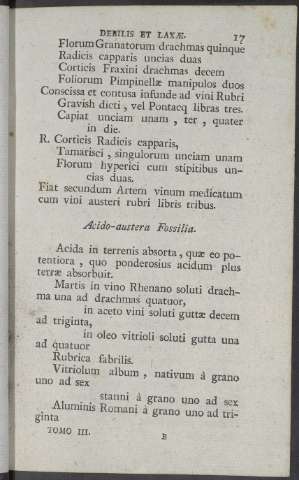 DEBILIS ET LAXÆ. 17
Florum Granatorum drachmas quinque
Radicis capparis uncias duas
Corticis Fraxini drachmas decem
Foliorum Pimpinellæ manipulos duos
Conscissa et contusa infunde ad vini Rubri
Gravish dicti, vel Pontacq libras tres.
Capiat unciam unam, ter, quater
in die.
R. Corticis Radicis capparis,
Tamarisci, singulorum unciam unam
Florum hyperici cum stipitibus un-
cias duas.
Fiat secundum Artem vinum medicatum
cum vini austeri rubri libris tribus.
Acido-austera Fossilia.
Acida in terrenis absorta, quæ eo po-
tentiora, quo ponderosius acidum plus
terræ absorbuit.
Martis in vino Rhenano soluti drach-
ma una ad drachmas quatuor,
in aceto vini soluti guttæ decem
ad triginta,
in oleo vitrioli soluti gutta una
ad quatuor
Rubrica fabrilis.
Vitriolum album, nativum à grano
uno ad sex
stanni à grano uno ad sex
Aluminis Romani à grano uno ad tri-
ginta
TOMO III. B